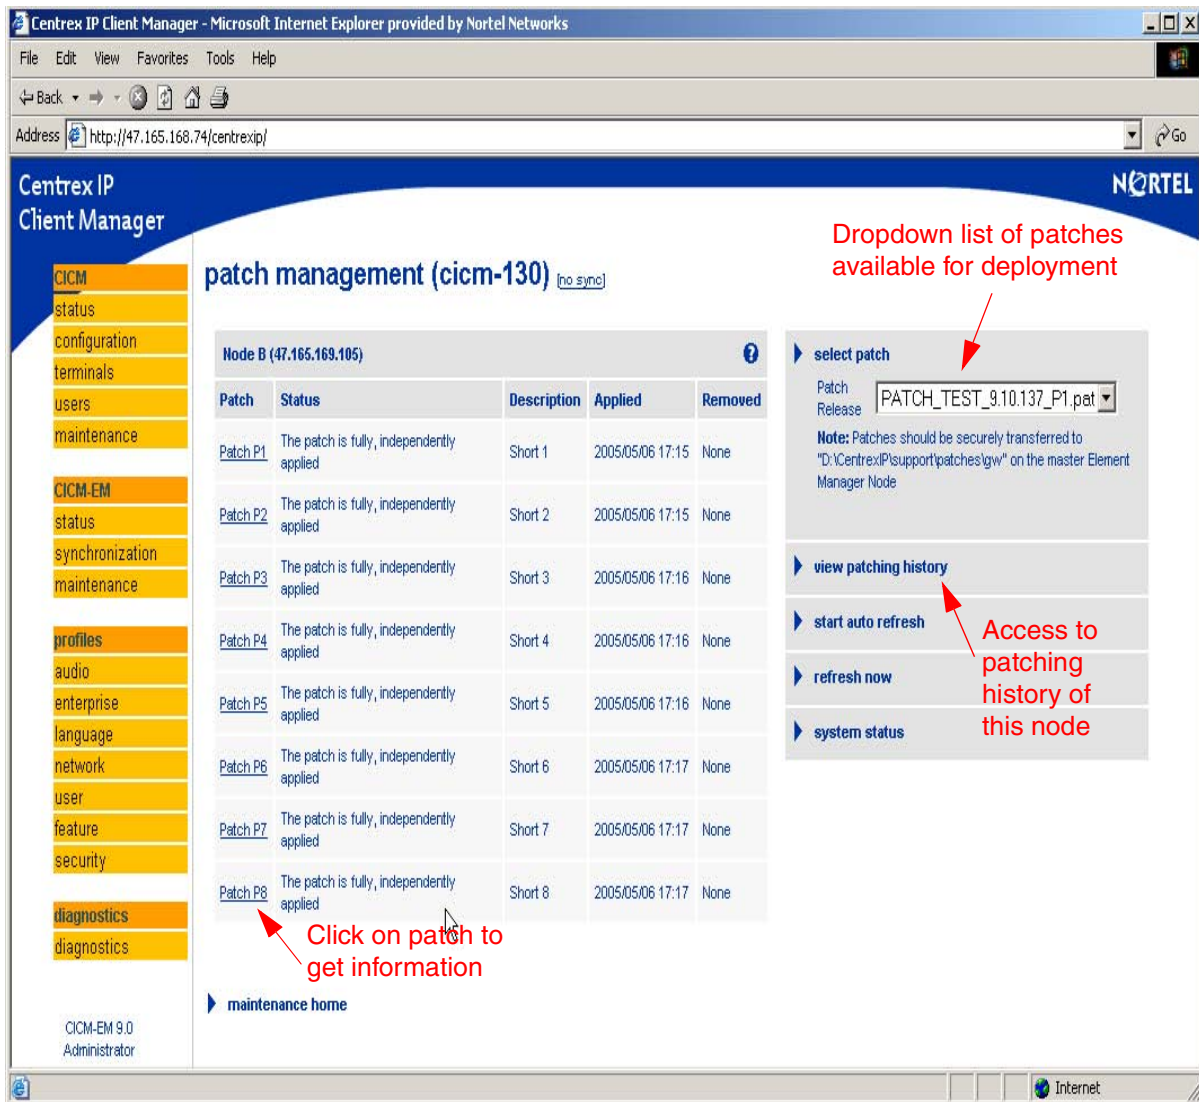 Centrex IP Client Manager - Microsoft Internet Explorer provided by Nortel Networks
File Edit View Favorites Tools Help
Back
Address http://47.165.168.74/centrexip/ Go
Centrex IP
Client Manager
NORTEL
CICM
status
configuration
terminals
users
maintenance
CICM-EM
status
synchronization
maintenance
profiles
audio
enterprise
language
network
user
feature
security
diagnostics
diagnostics
CICM-EM 9.0
Administrator
patch management (cicm-130) [no sync]
Node B (47.165.169.105) ?
Patch Status Description Applied Removed
Patch P1 The patch is fully, independently applied Short 1 2005/05/06 17:15 None
Patch P2 The patch is fully, independently applied Short 2 2005/05/06 17:15 None
Patch P3 The patch is fully, independently applied Short 3 2005/05/06 17:16 None
Patch P4 The patch is fully, independently applied Short 4 2005/05/06 17:16 None
Patch P5 The patch is fully, independently applied Short 5 2005/05/06 17:16 None
Patch P6 The patch is fully, independently applied Short 6 2005/05/06 17:17 None
Patch P7 The patch is fully, independently applied Short 7 2005/05/06 17:17 None
Patch P8 The patch is fully, independently applied Short 8 2005/05/06 17:17 None
Click on patch to
get information
maintenance home
Dropdown list of patches
available for deployment
select patch
Patch
Release PATCH_TEST_9.10.137_P1.pat
Note: Patches should be securely transferred to
"D:\CentrexIP\support\patches\gw" on the master Element
Manager Node
view patching history
start auto refresh
refresh now
system status
Access to
patching
history of
this node
Internet